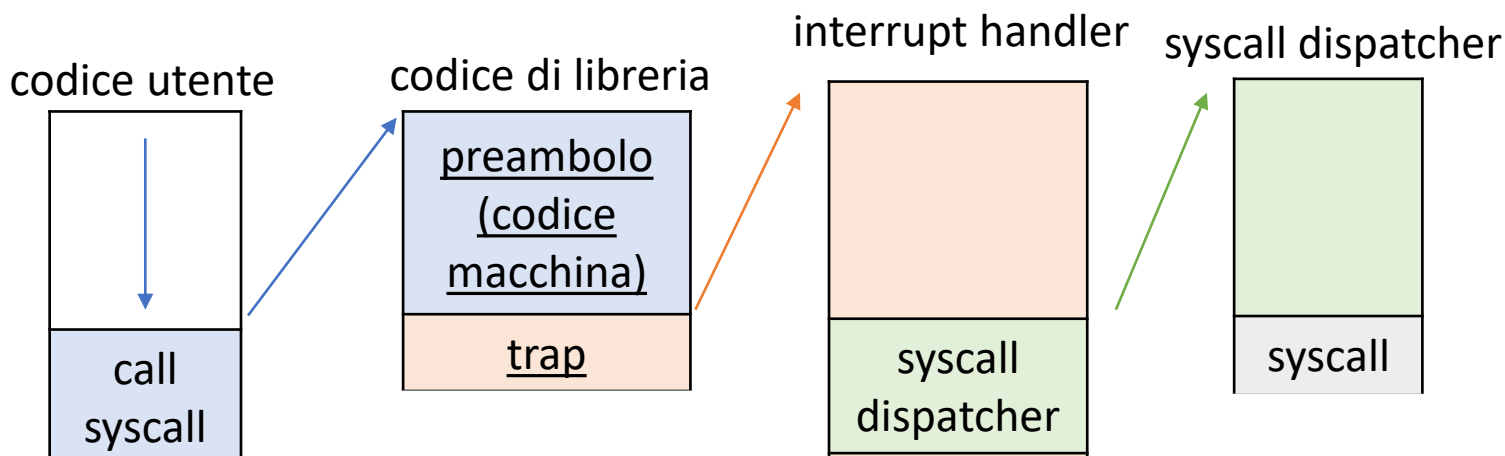 codice utente
call
syscall
codice di libreria
preambolo
(codice
macchina)
trap
interrupt handler
syscall
dispatcher
syscall dispatcher
syscall